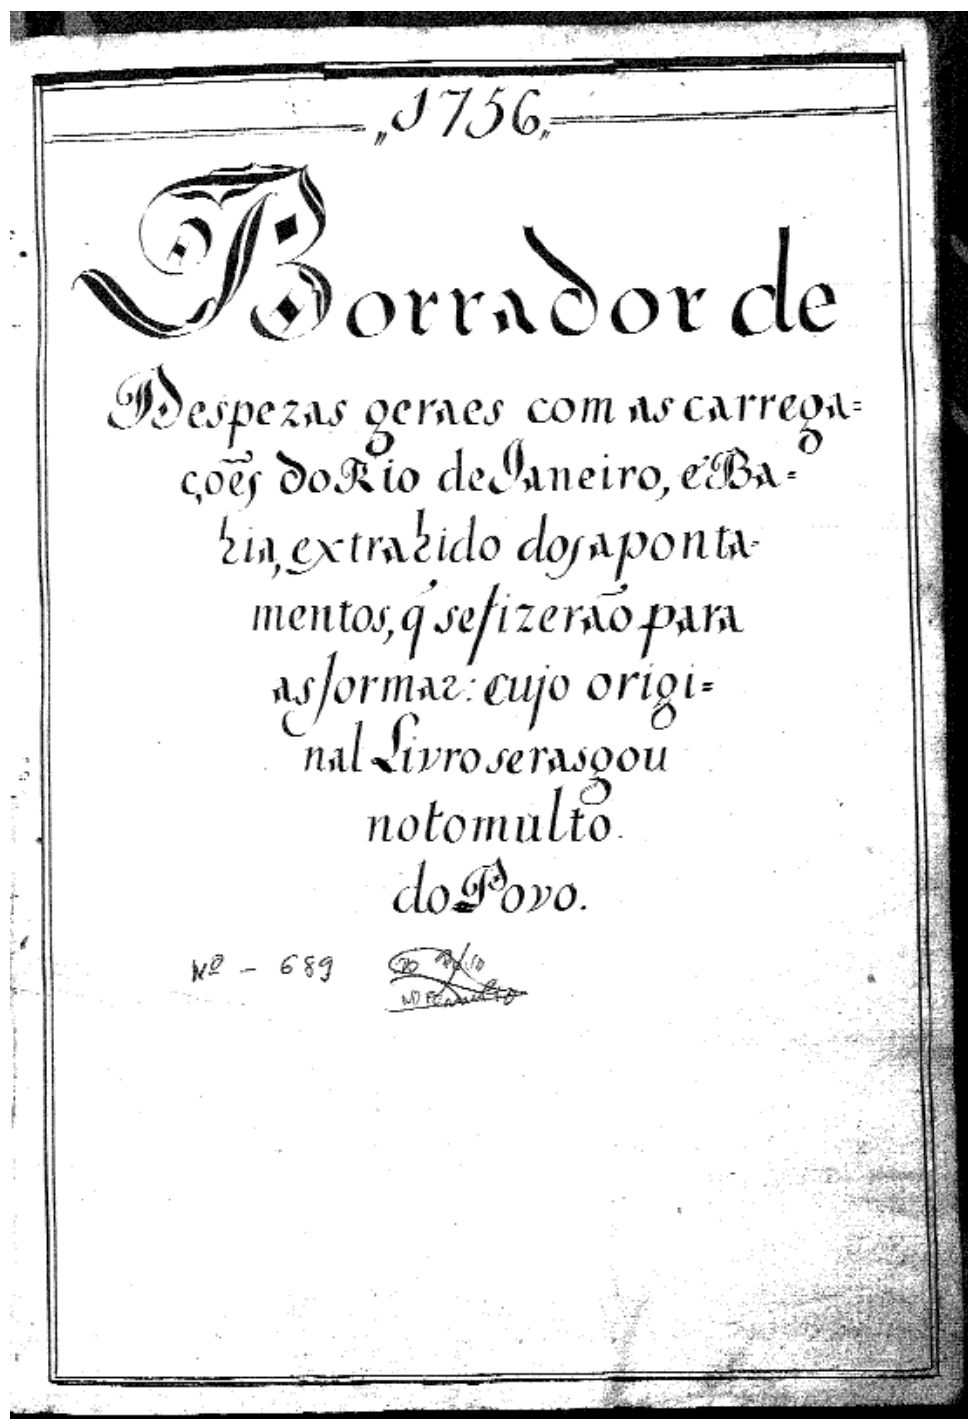 „1756„
Borrador de
Despezas geraes com as carrega=
çoẽs do Rio de Janeiro, e Ba=
hia, extrahido dos aponta-
mentos, q̃ se fizeraõ para
as formar: cujo origi=
nal Livro se rasgou
no tomulto
do Povo.
Nº - 689